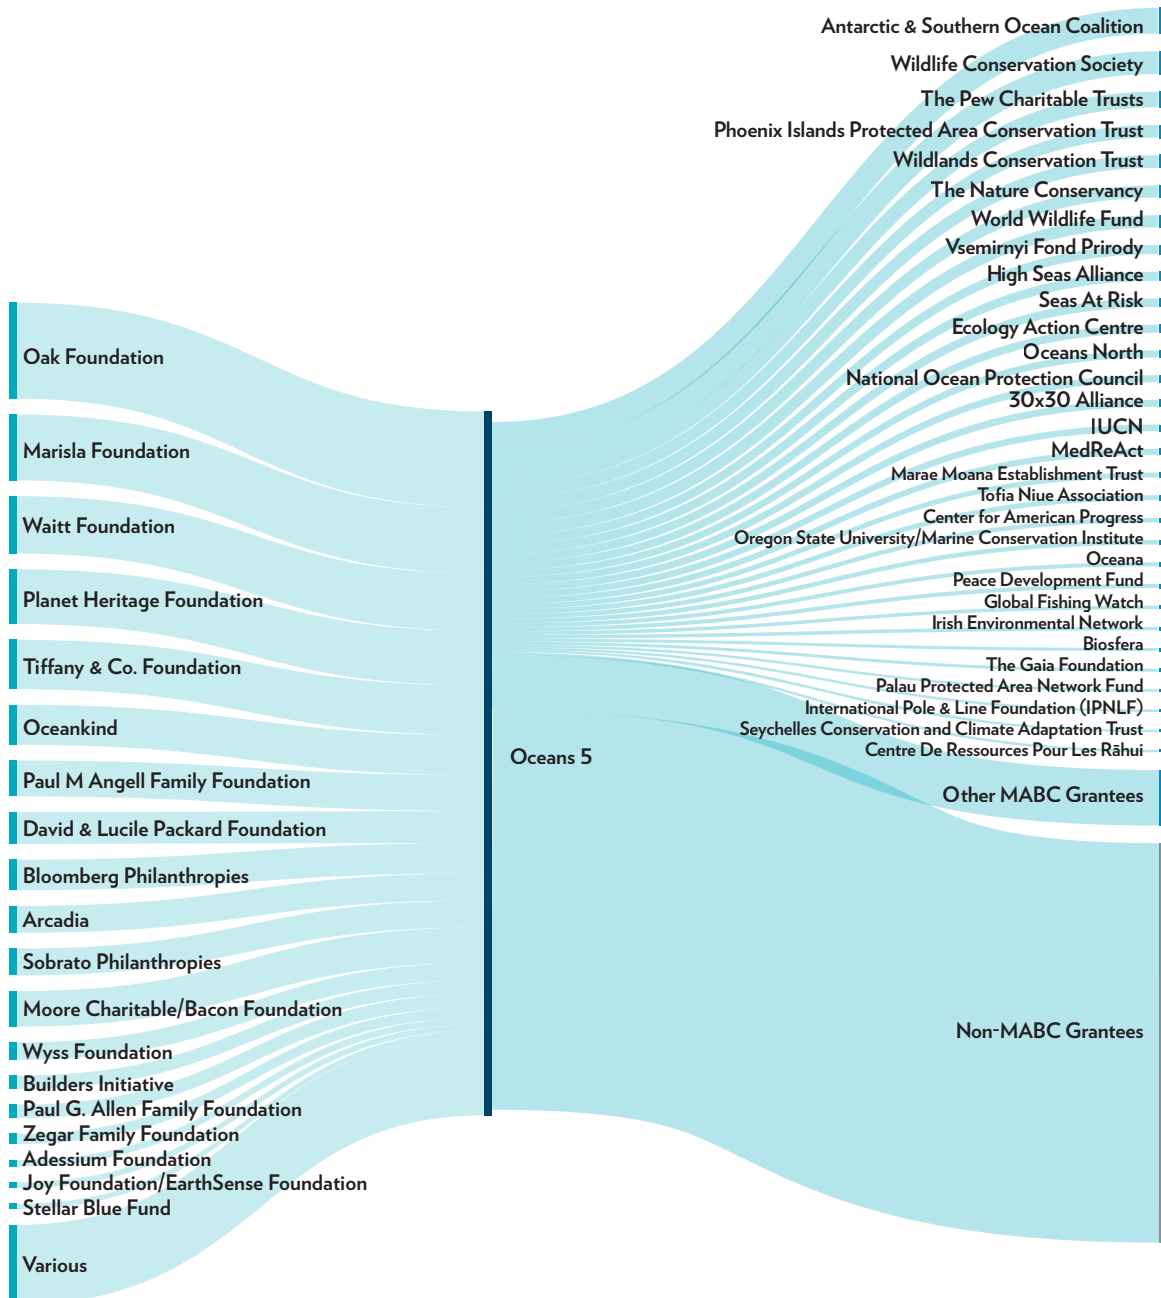 Oak Foundation
Marisla Foundation
Waitt Foundation
Planet Heritage Foundation
Tiffany & Co. Foundation
Oceankind
Paul M Angell Family Foundation
David & Lucile Packard Foundation
Bloomberg Philanthropies
Arcadia
Sobrato Philanthropies
Moore Charitable/Bacon Foundation
Wyss Foundation
Builders Initiative
Paul G. Allen Family Foundation
Zegar Family Foundation
Adessium Foundation
Joy Foundation/EarthSense Foundation
Stellar Blue Fund
Various
Oceans 5
Antarctic & Southern Ocean Coalition
Wildlife Conservation Society
The Pew Charitable Trusts
Phoenix Islands Protected Area Conservation Trust
Wildlands Conservation Trust
The Nature Conservancy
World Wildlife Fund
Vsemirnyi Fond Prirody
High Seas Alliance
Seas At Risk
Ecology Action Centre
Oceans North
National Ocean Protection Council
30x30 Alliance
IUCN
MedReAct
Marae Moana Establishment Trust
Tofia Niue Association
Center for American Progress
Oregon State University/Marine Conservation Institute
Oceana
Peace Development Fund
Global Fishing Watch
Irish Environmental Network
Biosfera
The Gaia Foundation
Palau Protected Area Network Fund
International Pole & Line Foundation (IPNLF)
Seychelles Conservation and Climate Adaptation Trust
Centre De Ressources Pour Les Rāhui
Other MABC Grantees
Non-MABC Grantees